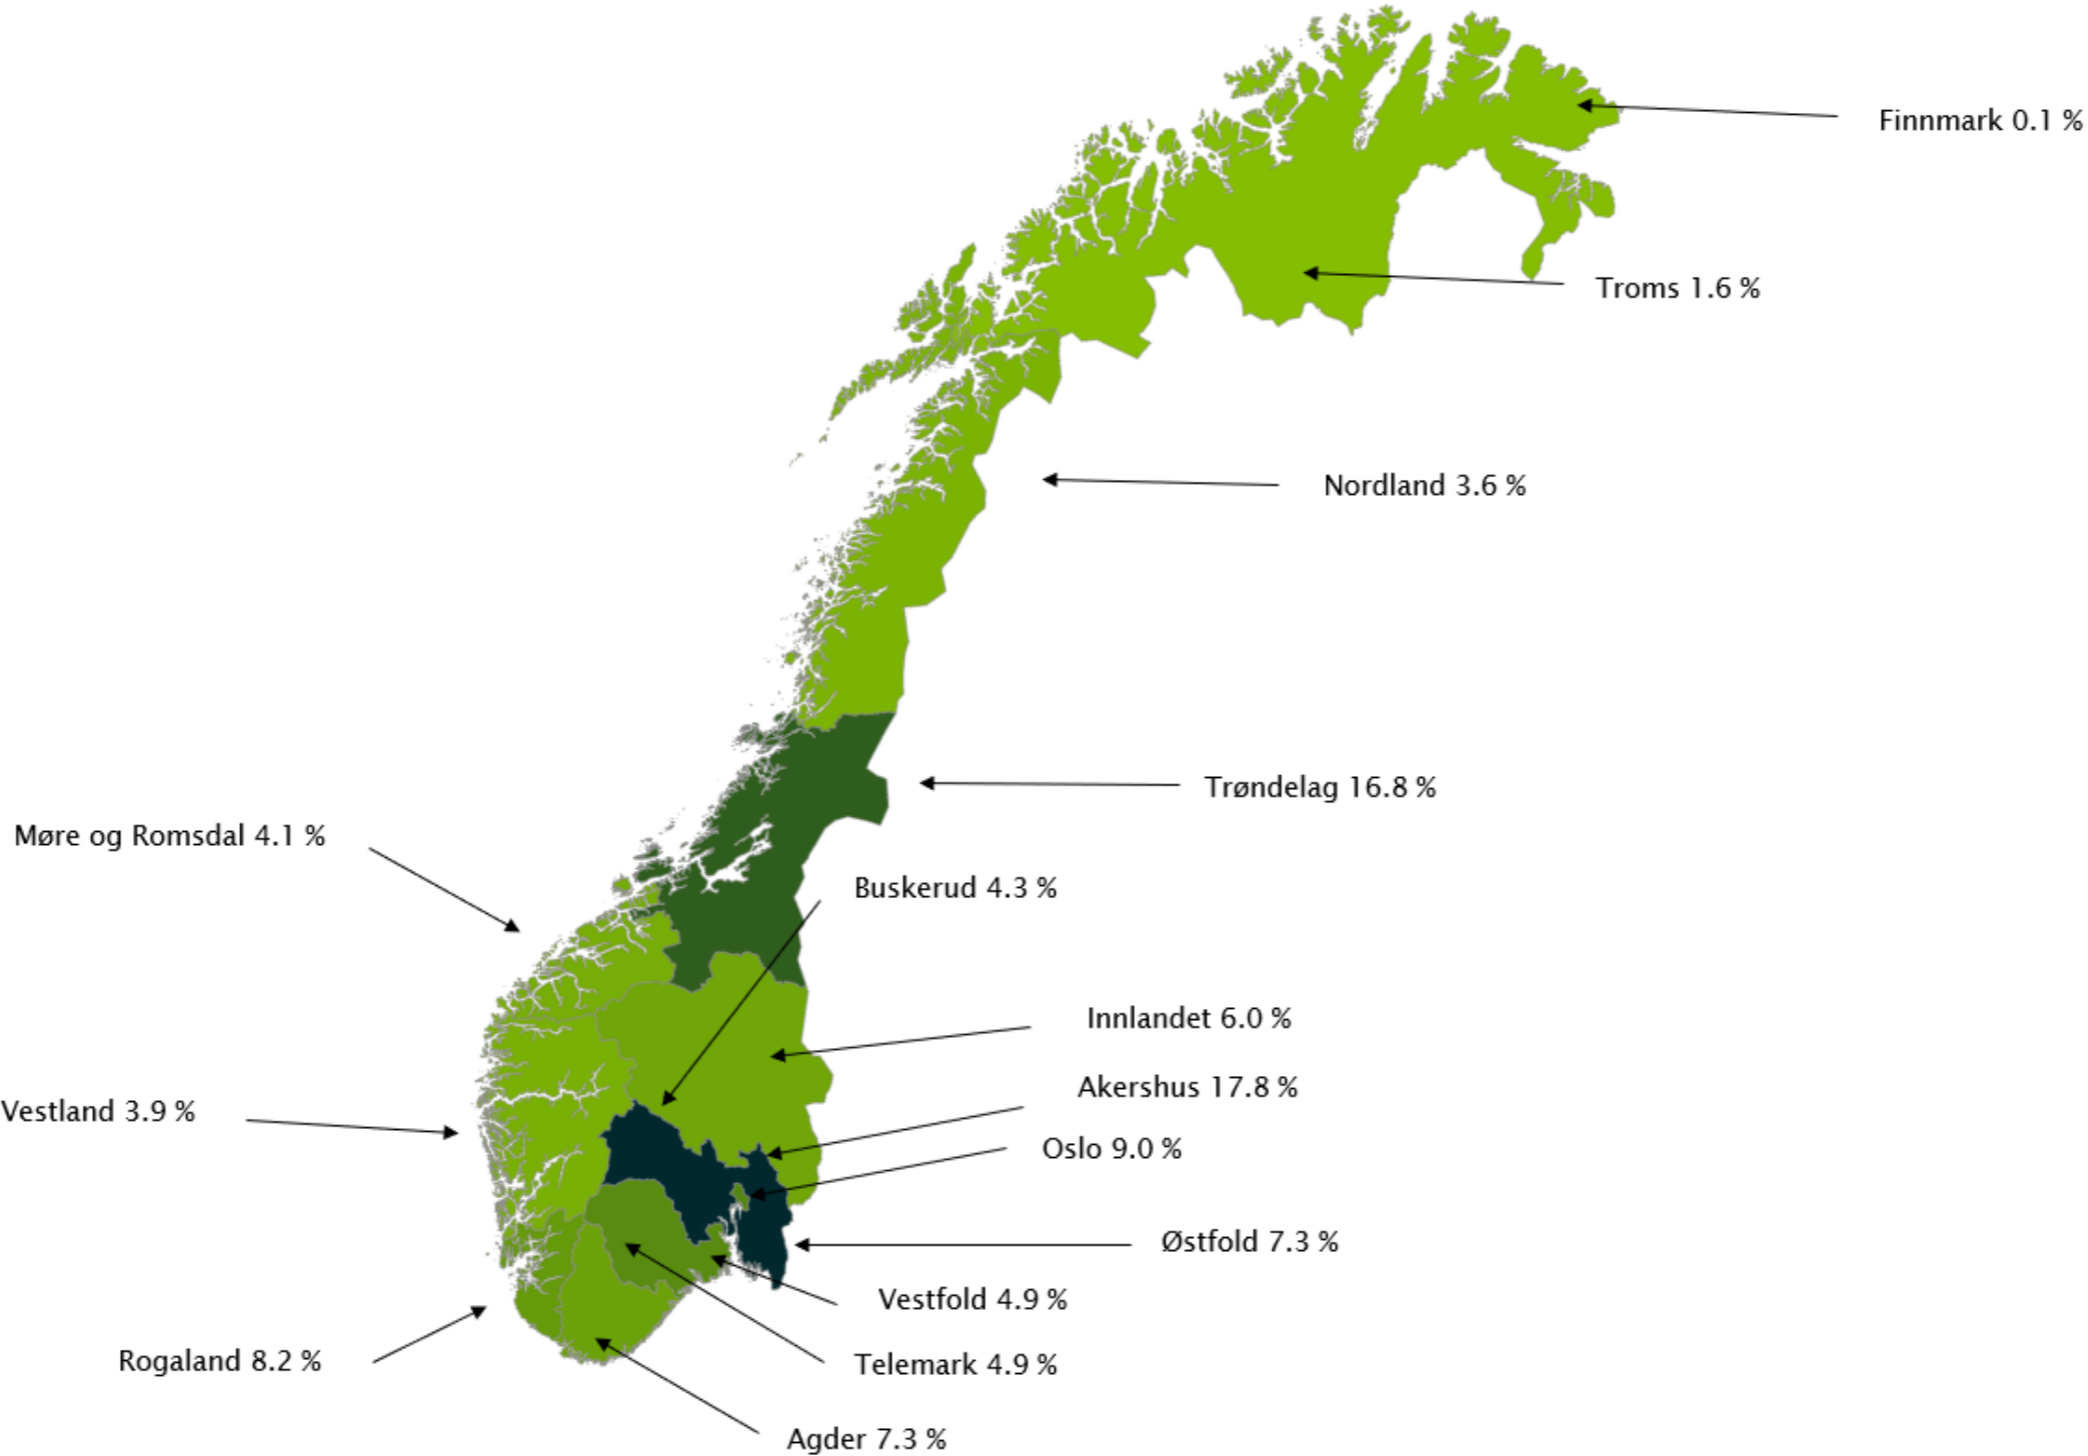 Finnmark 0.1 %
Troms 1.6 %
Nordland 3.6 %
Trøndelag 16.8 %
Møre og Romsdal 4.1 %
Buskerud 4.3 %
Innlandet 6.0 %
Akershus 17.8 %
Vestland 3.9 %
Oslo 9.0 %
Østfold 7.3 %
Vestfold 4.9 %
Rogaland 8.2 %
Telemark 4.9 %
Agder 7.3 %